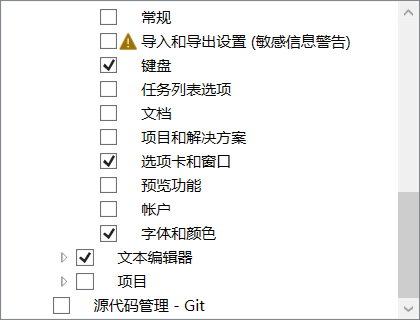 常规
导入和导出设置 (敏感信息警告)
键盘
任务列表选项
文档
项目和解决方案
选项卡和窗口
预览功能
帐户
字体和颜色
文本编辑器
项目
源代码管理 - Git